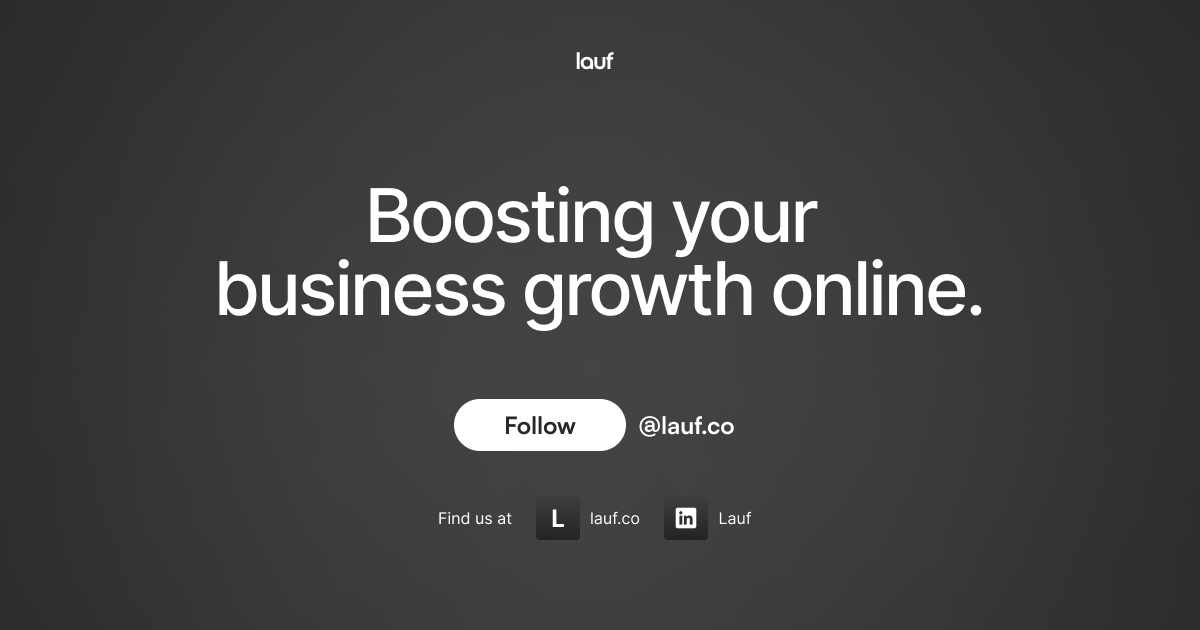 lauf
Boosting your
business growth online.
Follow @lauf.co
Find us at L lauf.co in Lauf